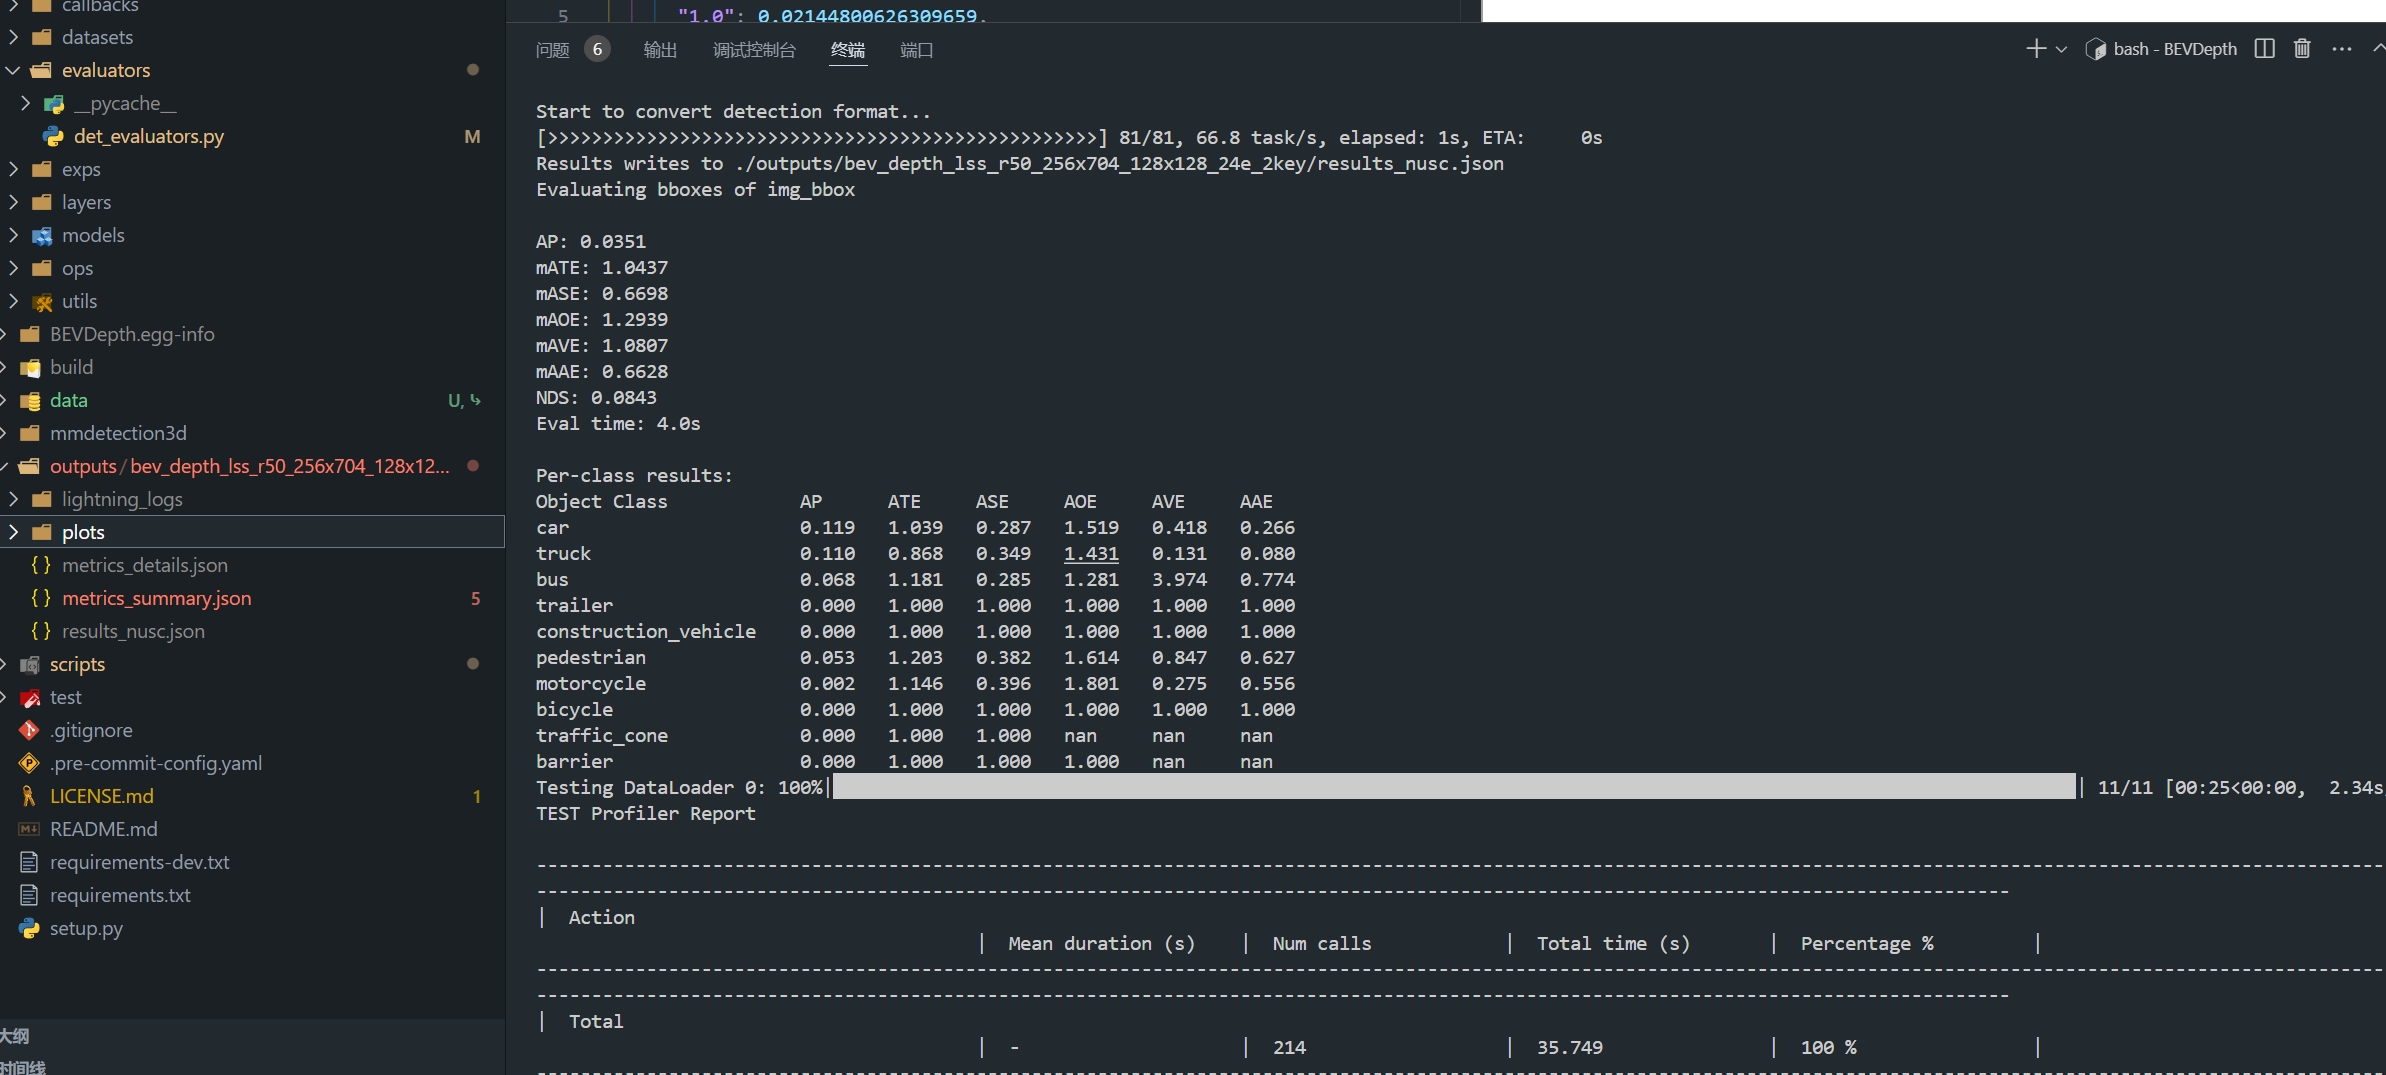 callbacks
datasets
evaluators
__pycache__
det_evaluators.py M
exps
layers
models
ops
utils
BEVDepth.egg-info
build
data U,
mmdetection3d
outputs/bev_depth_lss_r50_256x704_128x12...
lightning_logs
plots
metrics_details.json
metrics_summary.json 5
results_nusc.json
scripts
test
.gitignore
.pre-commit-config.yaml
LICENSE.md 1
README.md
requirements-dev.txt
requirements.txt
setup.py
大纲
时间线
5 "1.0": 0.02144800626309659,
问题 6 输出 调试控制台 终端 端口 bash - BEVDepth
Start to convert detection format...
[>>>>>>>>>>>>>>>>>>>>>>>>>>>>>>>>>>>>>>>>>>>>>>>>>>] 81/81, 66.8 task/s, elapsed: 1s, ETA:     0s
Results writes to ./outputs/bev_depth_lss_r50_256x704_128x128_24e_2key/results_nusc.json
Evaluating bboxes of img_bbox
AP: 0.0351
mATE: 1.0437
mASE: 0.6698
mAOE: 1.2939
mAVE: 1.0807
mAAE: 0.6628
NDS: 0.0843
Eval time: 4.0s
Per-class results:
Object Class AP ATE ASE AOE AVE AAE
car 0.119 1.039 0.287 1.519 0.418 0.266
truck 0.110 0.868 0.349 1.431 0.131 0.080
bus 0.068 1.181 0.285 1.281 3.974 0.774
trailer 0.000 1.000 1.000 1.000 1.000 1.000
construction_vehicle 0.000 1.000 1.000 1.000 1.000 1.000
pedestrian 0.053 1.203 0.382 1.614 0.847 0.627
motorcycle 0.002 1.146 0.396 1.801 0.275 0.556
bicycle 0.000 1.000 1.000 1.000 1.000 1.000
traffic_cone 0.000 1.000 1.000 nan nan nan
barrier 0.000 1.000 1.000 1.000 nan nan
Testing DataLoader 0: 100%| | 11/11 [00:25<00:00, 2.34s
TEST Profiler Report
| Action
| Mean duration (s) | Num calls | Total time (s) | Percentage % |
| Total
| - | 214 | 35.749 | 100 % |